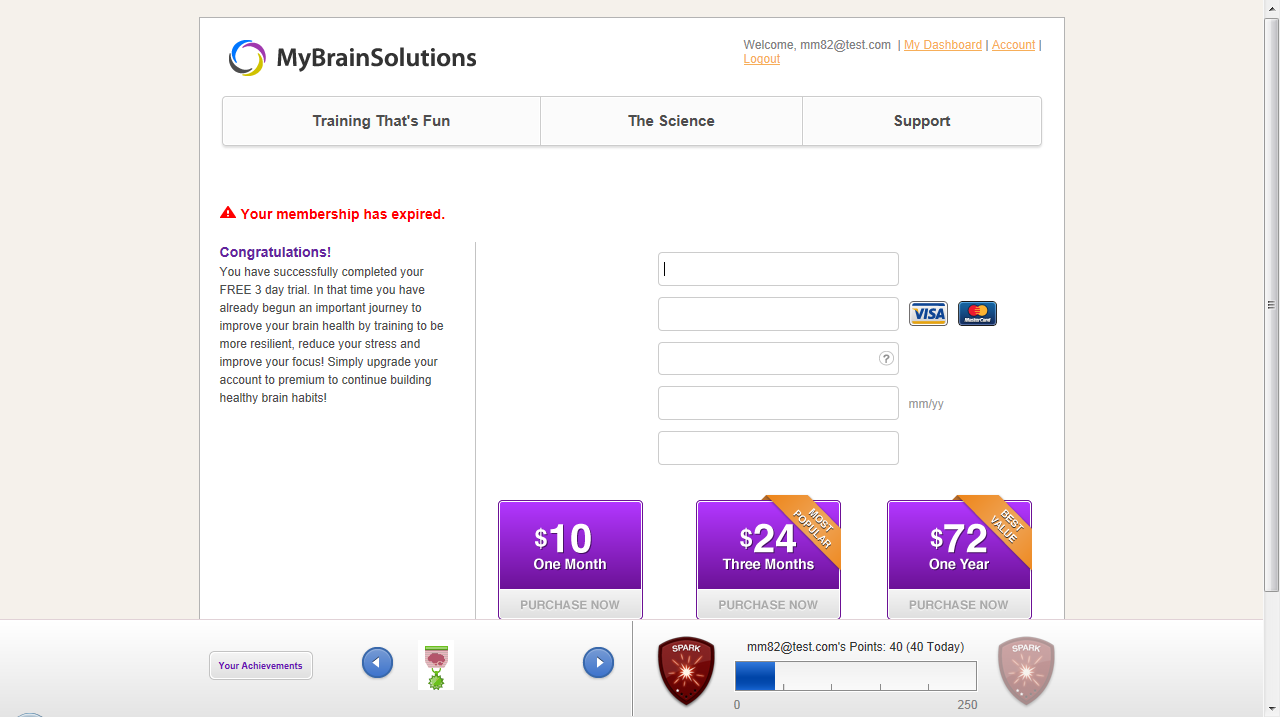 MyBrainSolutions
Welcome, mm82@test.com | My Dashboard | Account |
Logout
Training That's Fun
The Science
Support
Your membership has expired.
Congratulations!
You have successfully completed your
FREE 3 day trial. In that time you have
already begun an important journey to
improve your brain health by training to be
more resilient, reduce your stress and
improve your focus! Simply upgrade your
account to premium to continue building
healthy brain habits!
VISA
MasterCard
?
mm/yy
$10
One Month
PURCHASE NOW
MOST
POPULAR
$24
Three Months
PURCHASE NOW
BEST
VALUE
$72
One Year
PURCHASE NOW
Your Achievements
SPARK
mm82@test.com's Points: 40 (40 Today)
0
250
SPARK